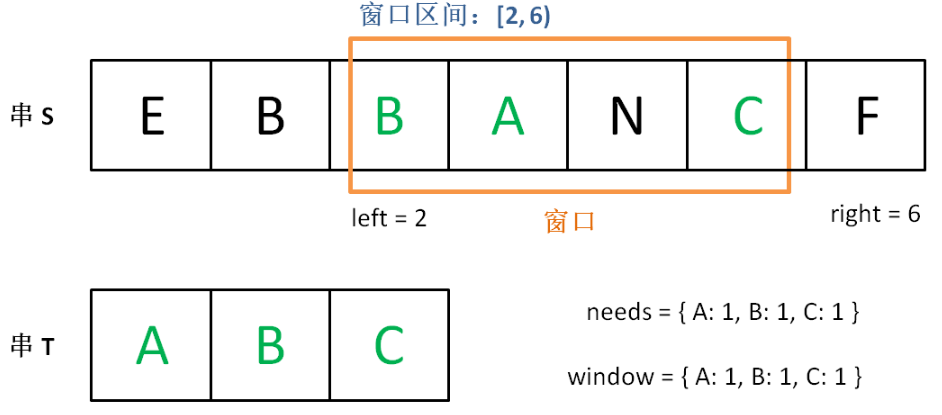 窗口区间：[2, 6)
串 S E B B A N C F
left = 2 窗口 right = 6
串 T A B C
needs = { A: 1, B: 1, C: 1 }
window = { A: 1, B: 1, C: 1 }